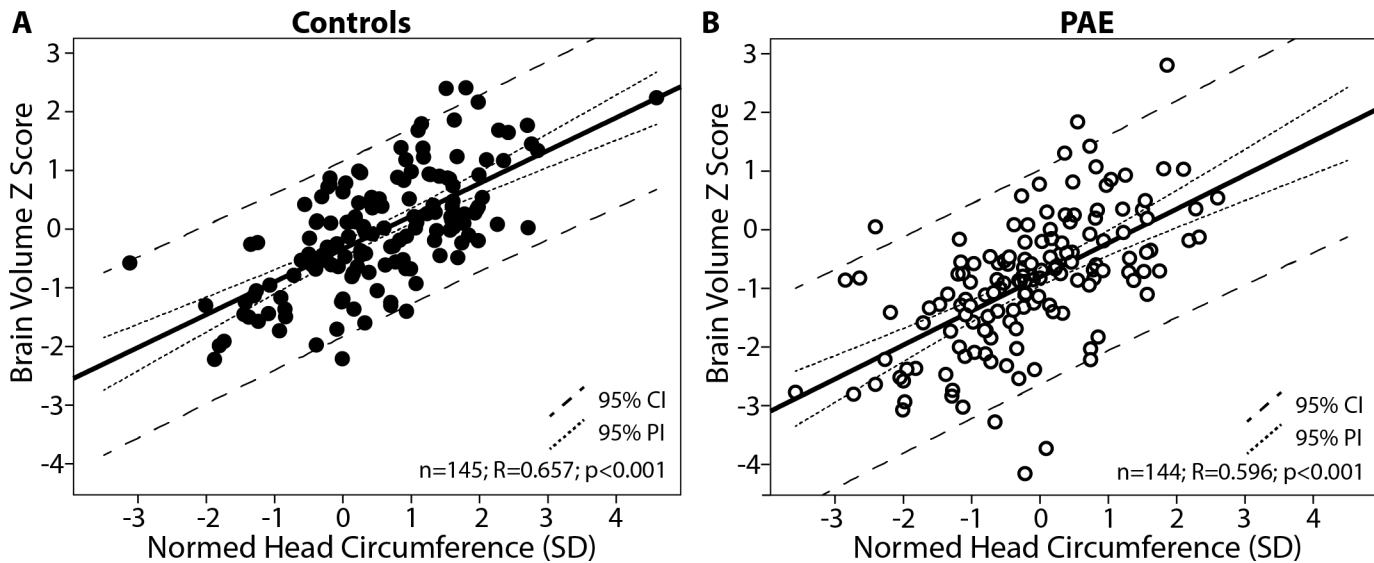 A
Controls
3
2
1
0
-1
-2
-3
-4
Brain Volume Z Score
95% CI
95% PI
n=145; R=0.657; p<0.001
-3 -2 -1 0 1 2 3 4
Normed Head Circumference (SD)
B
PAE
3
2
1
0
-1
-2
-3
-4
Brain Volume Z Score
95% CI
95% PI
n=144; R=0.596; p<0.001
-3 -2 -1 0 1 2 3 4
Normed Head Circumference (SD)